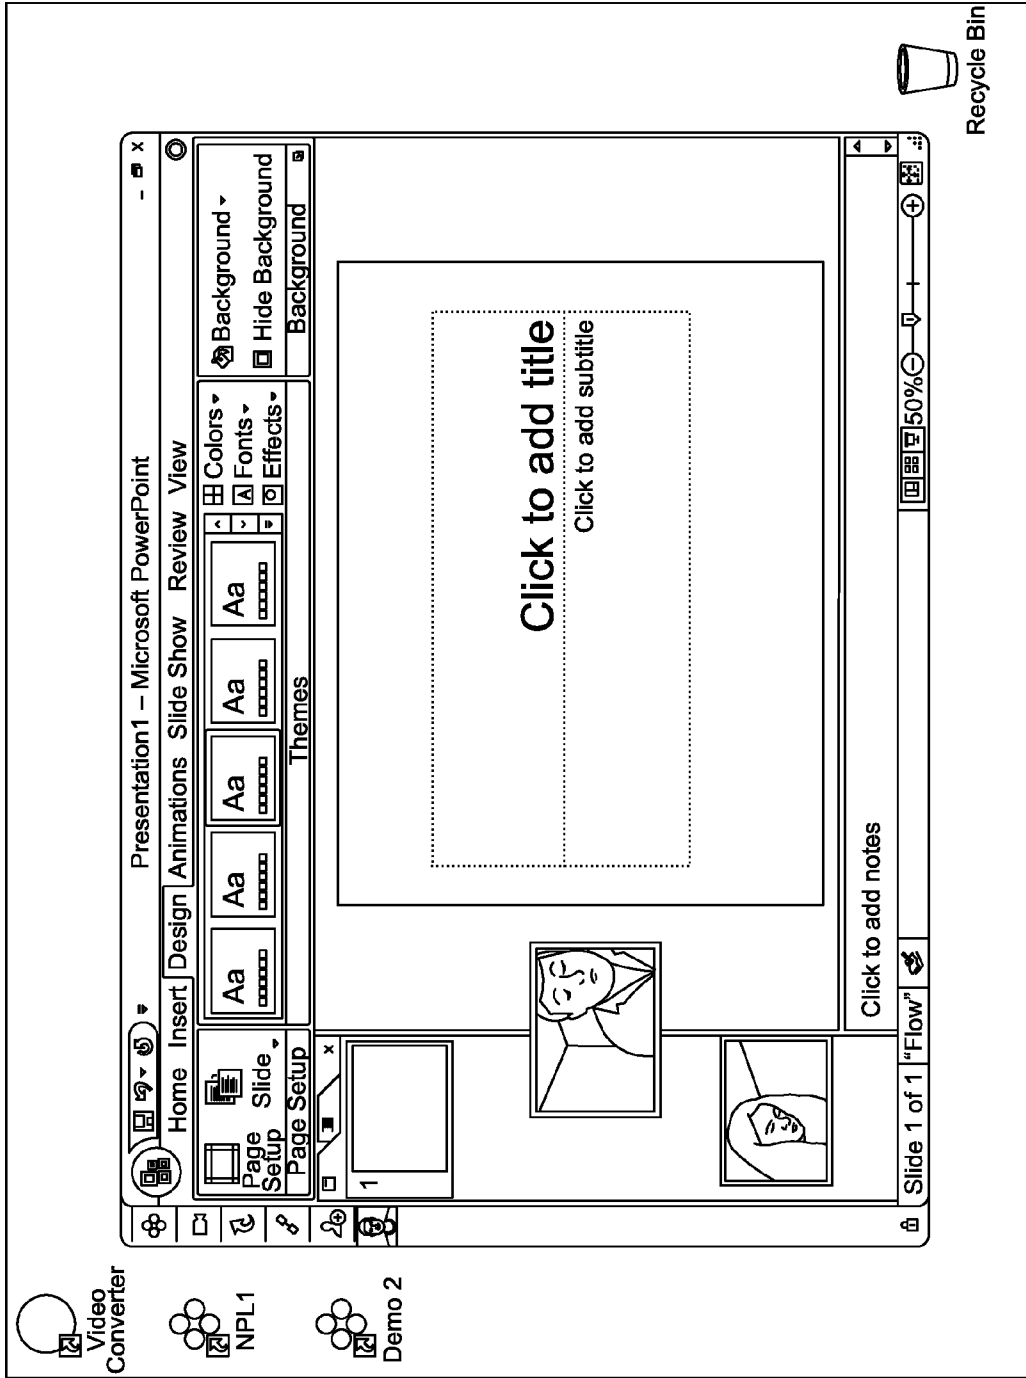 Video
Converter
NPL1
Demo 2
Presentation1 – Microsoft PowerPoint
Home Insert Design Animations Slide Show Review View
Page
Setup
Slide
Page Setup
Aa
Aa
Aa
Aa
Aa
Themes
Colors
A Fonts
Effects
Background
Hide Background
Background
1
Click to add title
Click to add subtitle
Click to add notes
Slide 1 of 1 "Flow"
50%
Recycle Bin